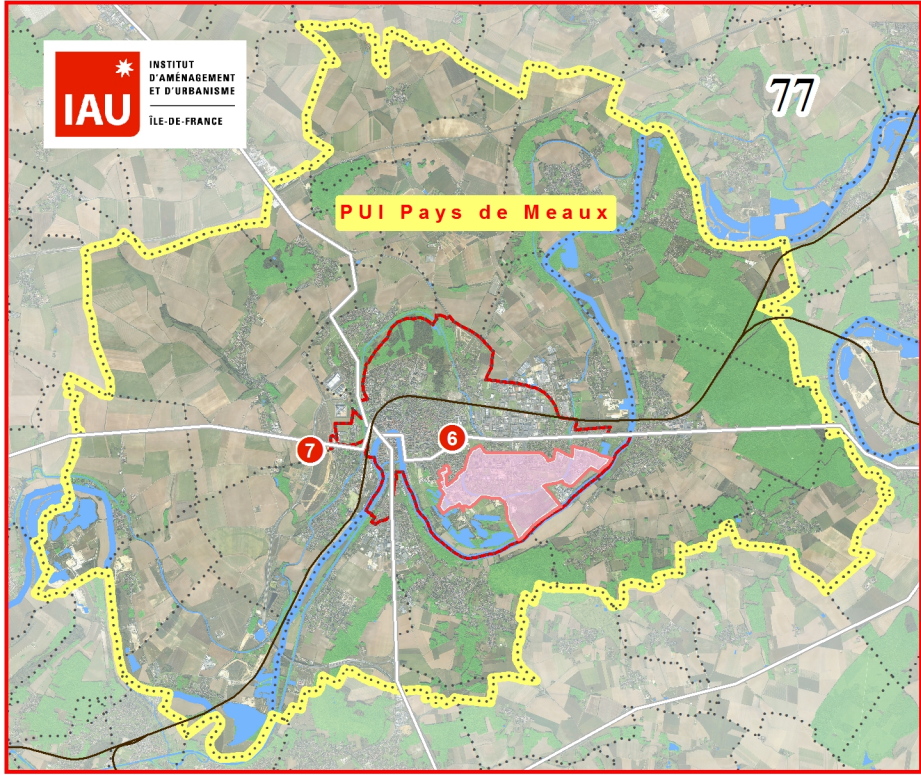 IAU
INSTITUT
D'AMÉNAGEMENT
ET D'URBANISME
ÎLE-DE-FRANCE
77
PUI Pays de Meaux
6
7